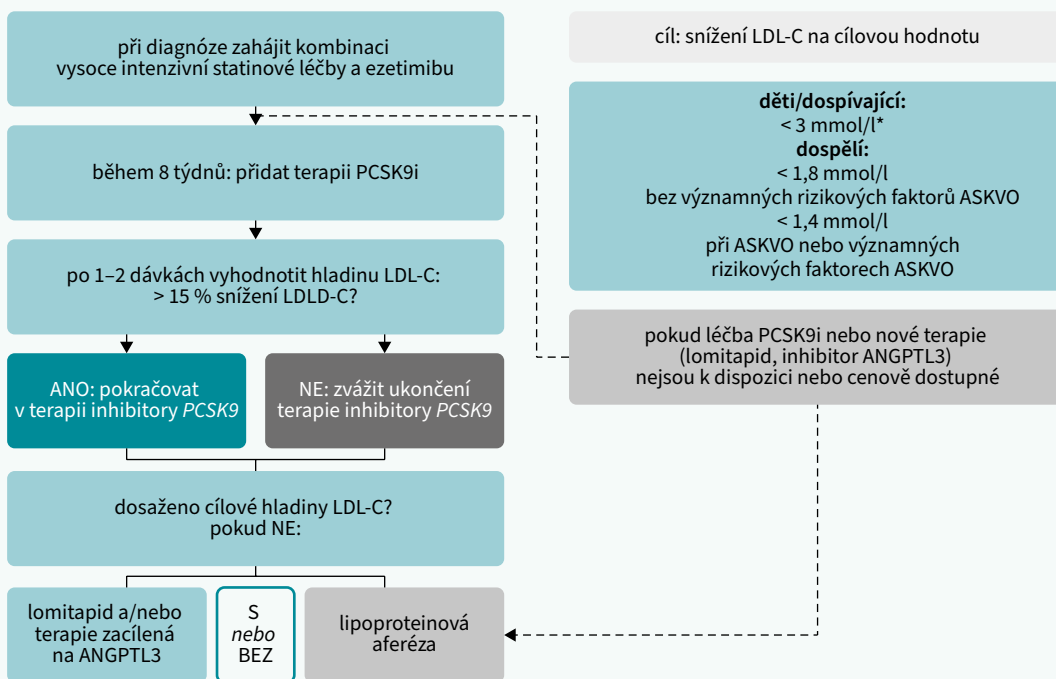 při diagnóze zahájit kombinaci
vysoce intenzivní statinové léčby a ezetimibu
během 8 týdnů: přidat terapii PCSK9i
po 1–2 dávkách vyhodnotit hladinu LDL-C:
> 15 % snížení LDLD-C?
ANO: pokračovat
v terapii inhibitory PCSK9
NE: zvážit ukončení
terapie inhibitory PCSK9
dosaženo cílové hladiny LDL-C?
pokud NE:
lomitapid a/nebo
terapie zacílená
na ANGPTL3
S
nebo
BEZ
lipoproteinová
aferéza
cíl: snížení LDL-C na cílovou hodnotu
děti/dospívající:
< 3 mmol/l*
dospělí:
< 1,8 mmol/l
bez významných rizikových faktorů ASKVO
< 1,4 mmol/l
při ASKVO nebo významných
rizikových faktorech ASKVO
pokud léčba PCSK9i nebo nové terapie
(lomitapid, inhibitor ANGPTL3)
nejsou k dispozici nebo cenově dostupné